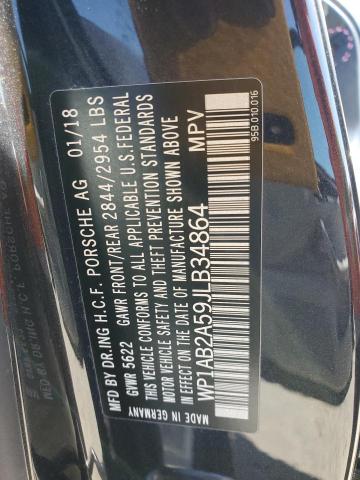 MFD BY DR.ING H.C.F. PORSCHE AG 01/18
GVWR 5622 GAWR FRONT/REAR 2844/2954 LBS
THIS VEHICLE CONFORMS TO ALL APPLICABLE U.S.FEDERAL
MOTOR VEHICLE SAFETY AND THEFT PREVENTION STANDARDS
IN EFFECT ON THE DATE OF MANUFACTURE SHOWN ABOVE
WP1AB2A59JLB34864 MPV
MADE IN GERMANY
95B 010 016